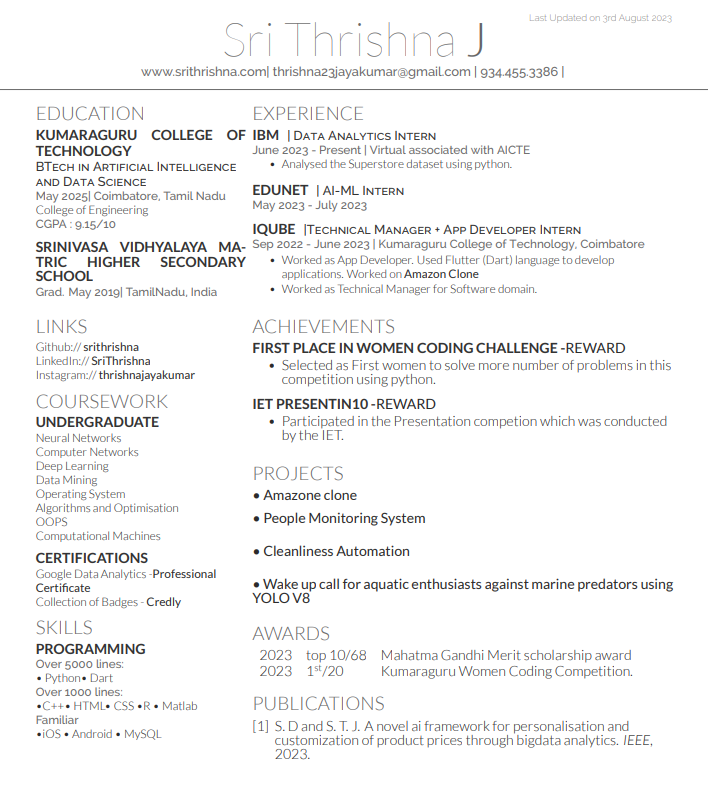 Last Updated on 3rd August 2023
Sri Thrishna J
www.srithrishna.com| thrishna23jayakumar@gmail.com | 934.455.3386 |
EDUCATION
KUMARAGURU COLLEGE OF
TECHNOLOGY
BTech in Artificial Intelligence
and Data Science
May 2025| Coimbatore, Tamil Nadu
College of Engineering
CGPA : 9.15/10
SRINIVASA VIDHYALAYA MA-
TRIC HIGHER SECONDARY
SCHOOL
Grad. May 2019| TamilNadu, India
LINKS
Github:// srithrishna
LinkedIn:// SriThrishna
Instagram:// thrishnajayakumar
COURSEWORK
UNDERGRADUATE
Neural Networks
Computer Networks
Deep Learning
Data Mining
Operating System
Algorithms and Optimisation
OOPS
Computational Machines
CERTIFICATIONS
Google Data Analytics -Professional
Certificate
Collection of Badges - Credly
SKILLS
PROGRAMMING
Over 5000 lines:
• Python• Dart
Over 1000 lines:
•C++• HTML• CSS •R • Matlab
Familiar
•iOS • Android • MySQL
EXPERIENCE
IBM | Data Analytics Intern
June 2023 - Present | Virtual associated with AICTE
• Analysed the Superstore dataset using python.
EDUNET | AI-ML Intern
May 2023 - July 2023
IQUBE |Technical Manager + App Developer Intern
Sep 2022 - June 2023 | Kumaraguru College of Technology, Coimbatore
• Worked as App Developer. Used Flutter (Dart) language to develop
applications. Worked on Amazon Clone
• Worked as Technical Manager for Software domain.
ACHIEVEMENTS
FIRST PLACE IN WOMEN CODING CHALLENGE -REWARD
• Selected as First women to solve more number of problems in this
competition using python.
IET PRESENTIN10 -REWARD
• Participated in the Presentation competion which was conducted
by the IET.
PROJECTS
• Amazone clone
• People Monitoring System
• Cleanliness Automation
• Wake up call for aquatic enthusiasts against marine predators using
YOLO V8
AWARDS
2023 top 10/68 Mahatma Gandhi Merit scholarship award
2023 1st/20 Kumaraguru Women Coding Competition.
PUBLICATIONS
[1] S. D and S. T. J. A novel ai framework for personalisation and
customization of product prices through bigdata analytics. IEEE,
2023.